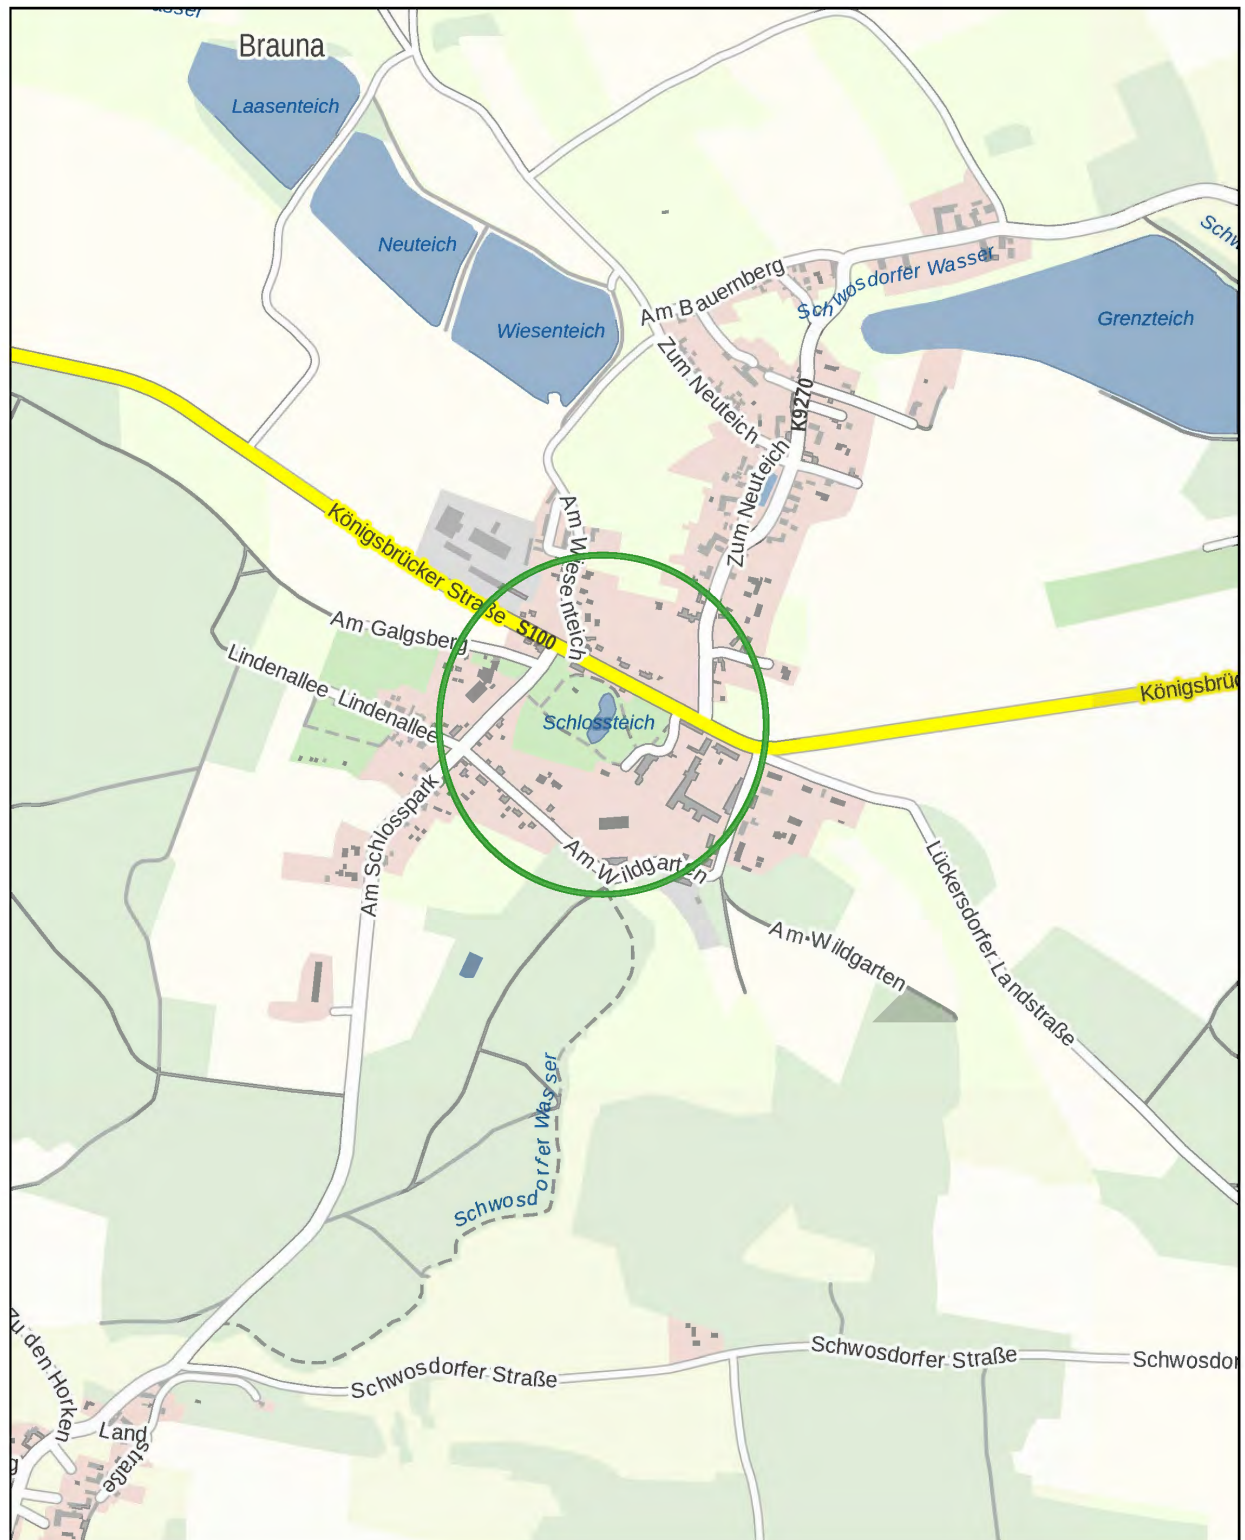 Brauna
Laasenteich
Neuteich
Wiesenteich
Schwosdorfer Wasser
Grenzteich
Am Bauernberg
Zum Neuteich
K9270
Zum Neuteich
Am Wiesenteich
Königsbrücker Straße
S100
Am Galgsberg
Lindenallee
Lindenallee
Schlossteich
Königsbrüc
Am Schlosspark
Am Wildgarten
Am Wildgarten
Lückersdorfer Landstraße
Schwosdorfer Wasser
Schwosdorfer Straße
Schwosdorfer Straße
Schwosdor
Zu den Horken
Landstraße